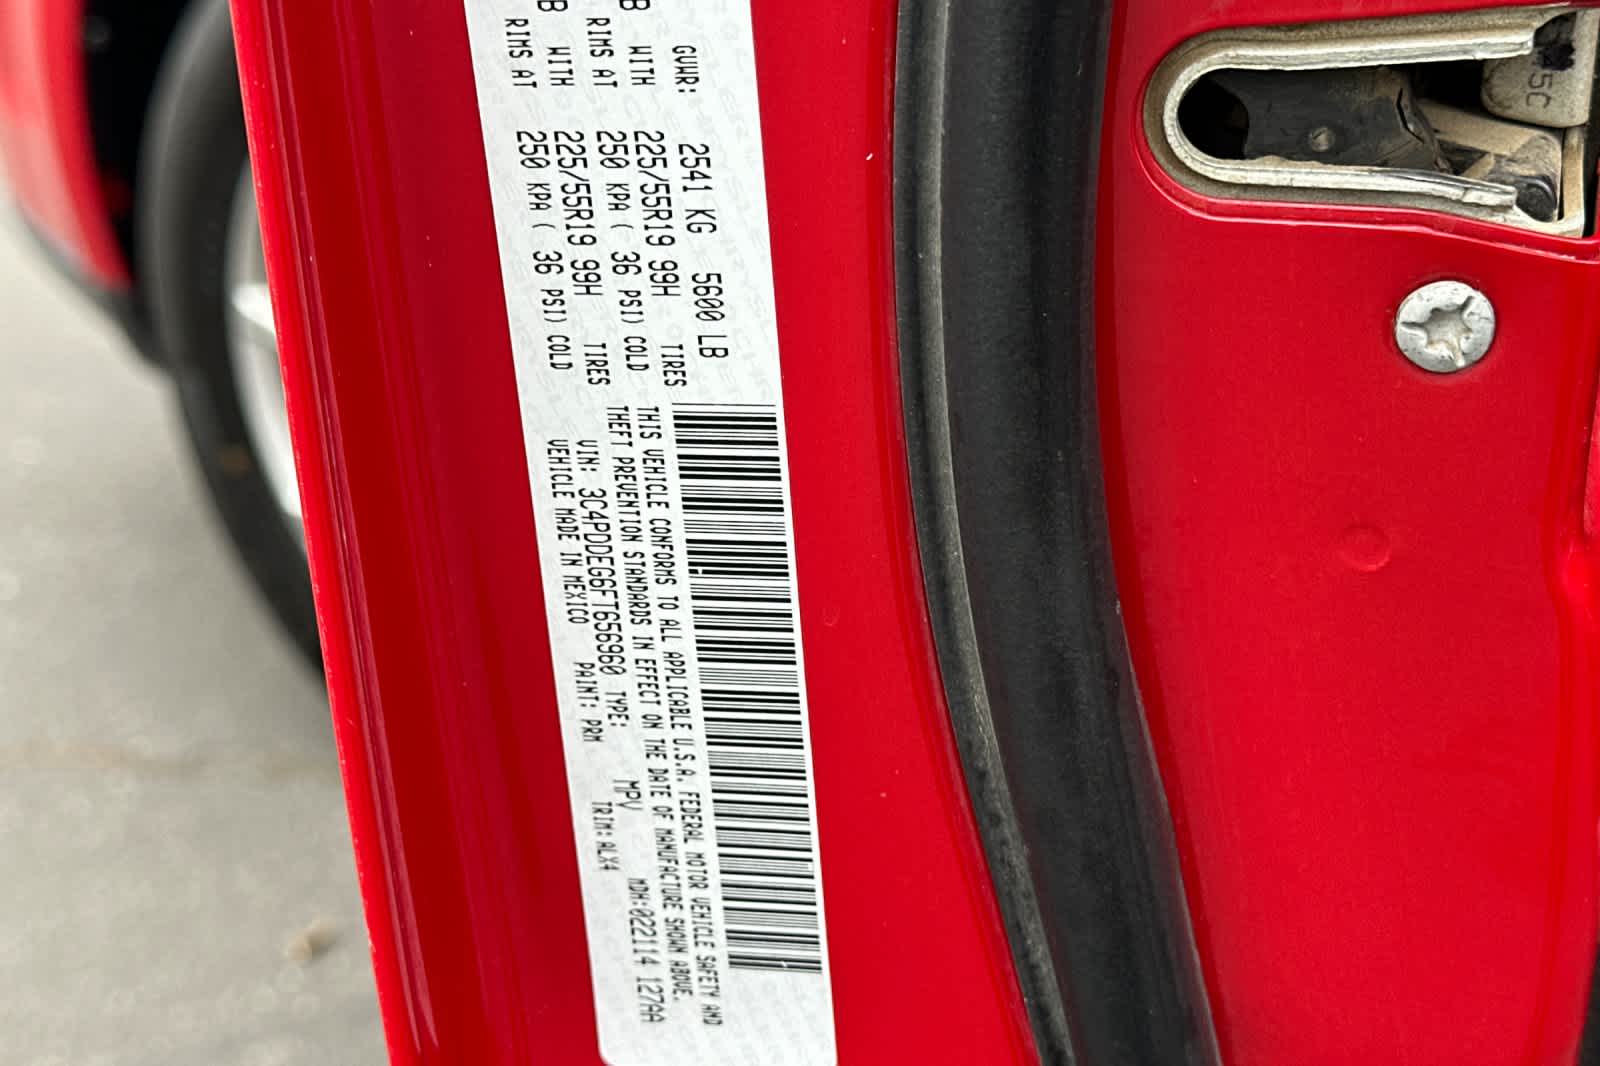 GVWR: 2541 KG 5600 LB
B WITH 225/55R19 99H TIRES
RIMS AT 250 KPA ( 36 PSI) COLD
B WITH 225/55R19 99H TIRES
RIMS AT 250 KPA ( 36 PSI) COLD
THIS VEHICLE CONFORMS TO ALL APPLICABLE U.S.A. FEDERAL MOTOR VEHICLE SAFETY AND
THEFT PREVENTION STANDARDS IN EFFECT ON THE DATE OF MANUFACTURE SHOWN ABOVE.
VIN: 3C4PDDEG6FT656960 TYPE: MPV MDH:022114 127AA
VEHICLE MADE IN MEXICO PAINT: PRM TRIM:ALX4